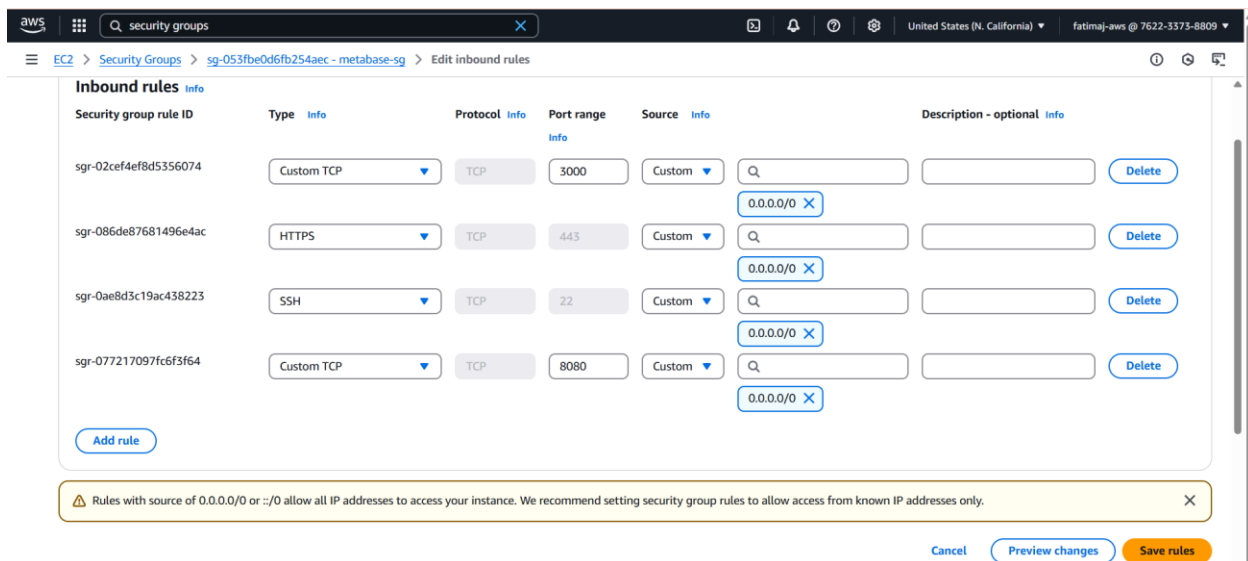 aws
security groups
United States (N. California)
fatimaj-aws @ 7622-3373-8809
EC2 > Security Groups > sg-053fbe0d6fb254aec - metabase-sg > Edit inbound rules
Inbound rules Info
Security group rule ID Type Info Protocol Info Port range Info Source Info Description - optional Info
sgr-02cef4ef8d5356074 Custom TCP TCP 3000 Custom Delete
0.0.0.0/0
sgr-086de87681496e4ac HTTPS TCP 443 Custom Delete
0.0.0.0/0
sgr-0ae8d3c19ac438223 SSH TCP 22 Custom Delete
0.0.0.0/0
sgr-077217097fc6f3f64 Custom TCP TCP 8080 Custom Delete
0.0.0.0/0
Add rule
Rules with source of 0.0.0.0/0 or ::/0 allow all IP addresses to access your instance. We recommend setting security group rules to allow access from known IP addresses only.
Cancel Preview changes Save rules